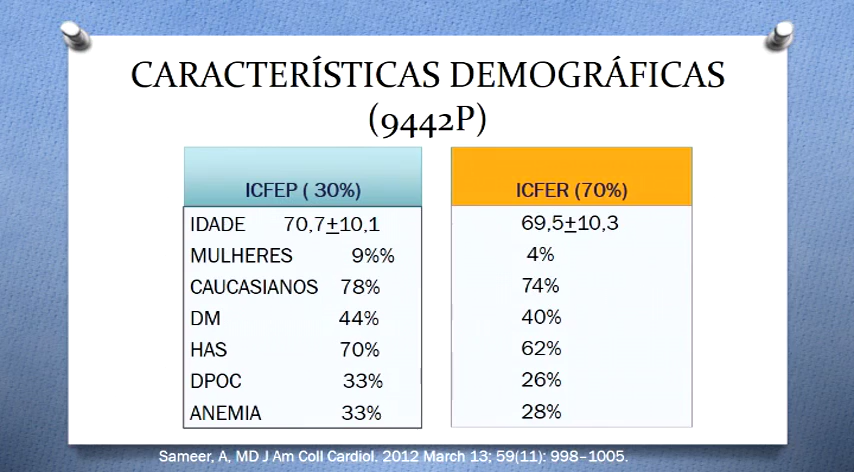 CARACTERÍSTICAS DEMOGRÁFICAS
(9442P)
ICFEP ( 30%)
IDADE 70,7±10,1
MULHERES 9%%
CAUCASIANOS 78%
DM 44%
HAS 70%
DPOC 33%
ANEMIA 33%
ICFER (70%)
69,5±10,3
4%
74%
40%
62%
26%
28%
Sameer, A, MD J Am Coll Cardiol. 2012 March 13; 59(11): 998–1005.